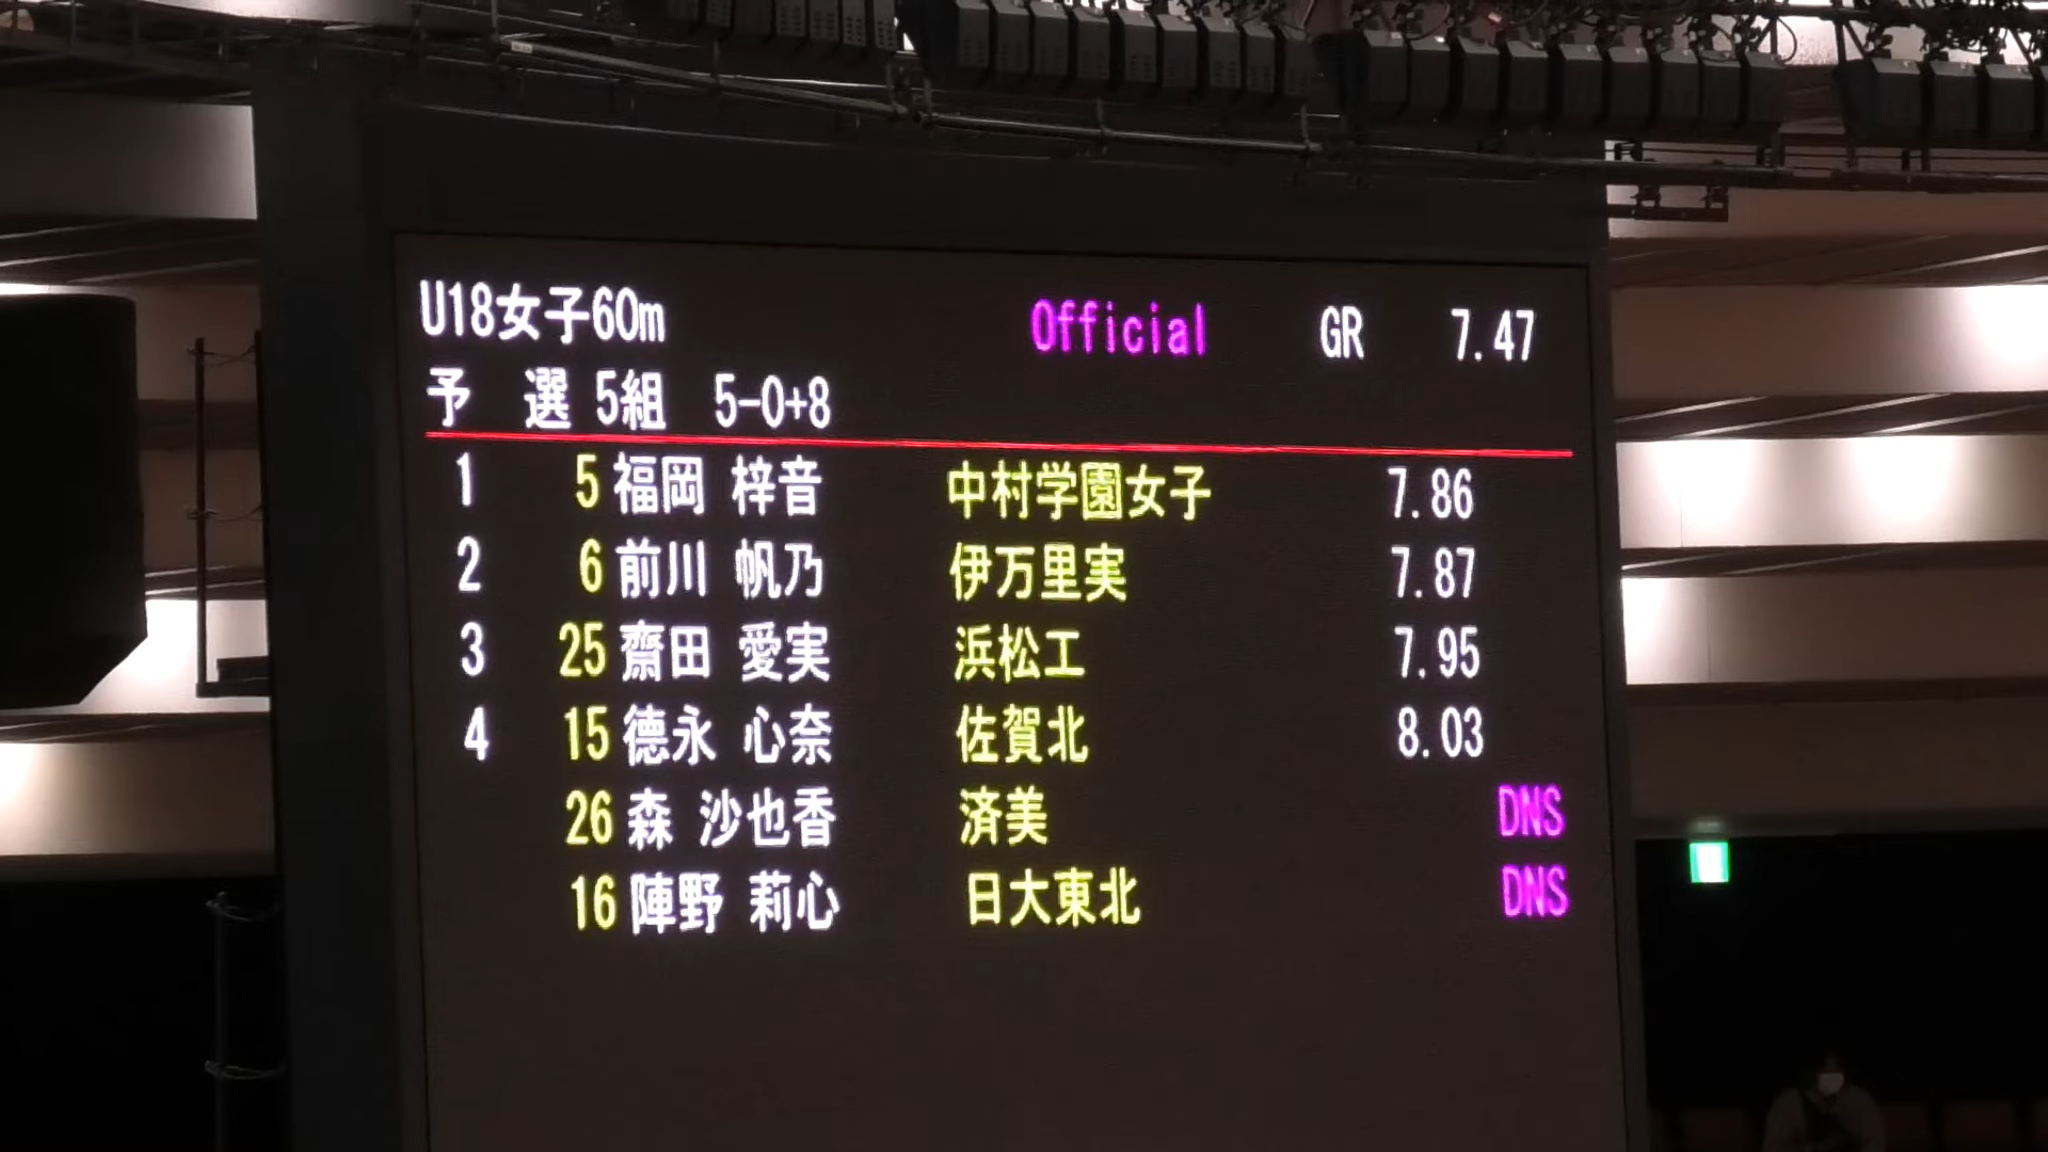 U18女子60m Official GR 7.47
予 選 5組 5-0+8
1 5 福岡 梓音 中村学園女子 7.86
2 6 前川 帆乃 伊万里実 7.87
3 25 齋田 愛実 浜松工 7.95
4 15 德永 心奈 佐賀北 8.03
26 森 沙也香 済美 DNS
16 陣野 莉心 日大東北 DNS